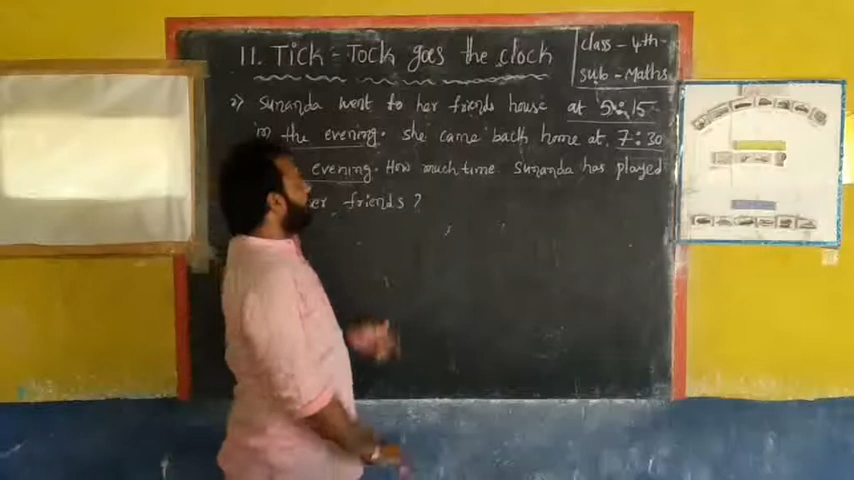 11. Tick - Tock goes the clock
class - 4th
sub - Maths
2) Sunanda went to her friends house at 5:15
in the evening. she came back home at 7:30
evening. How much time Sunanda has played
er friends ?